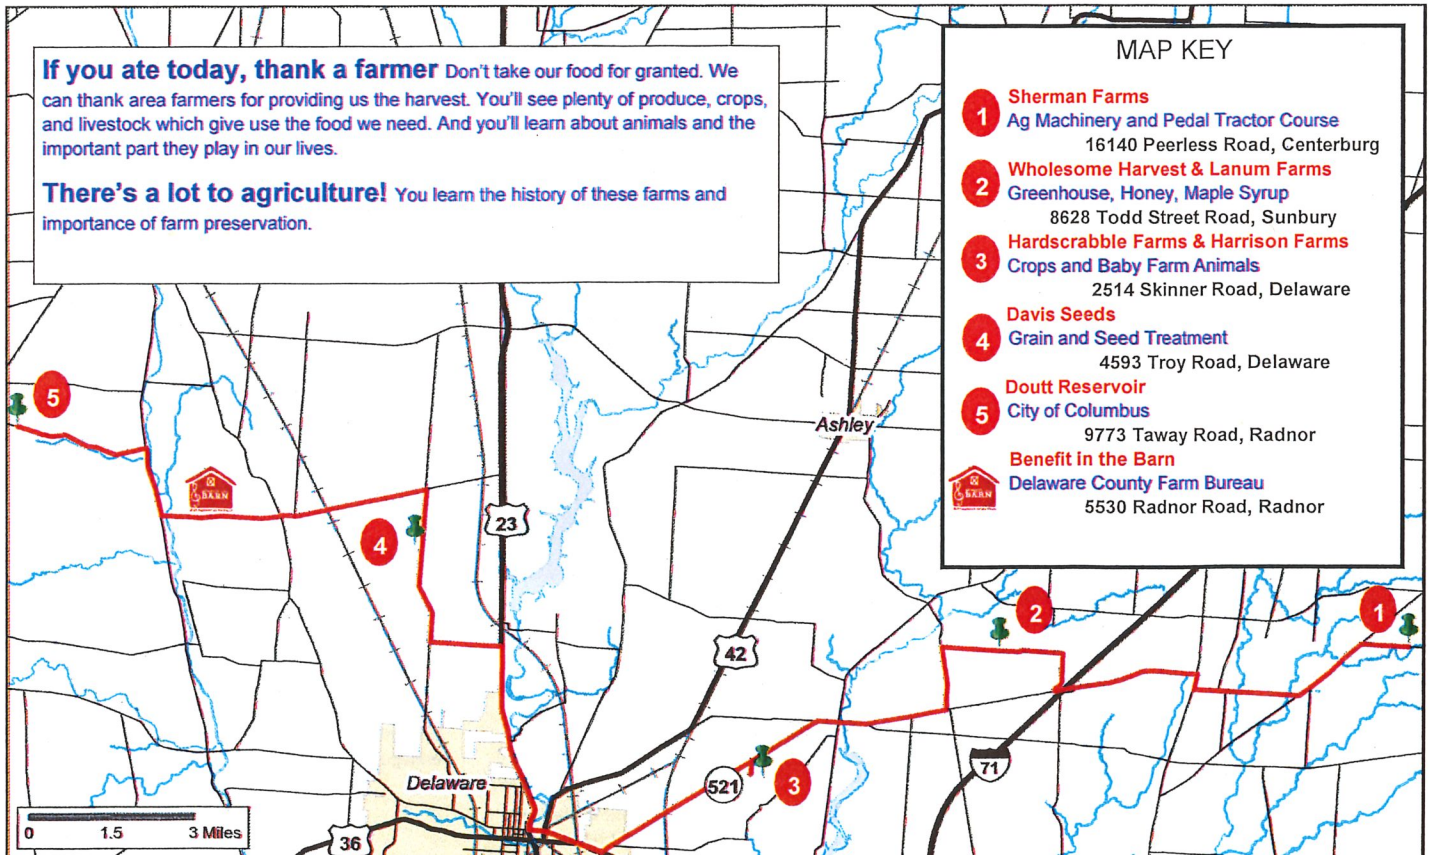 If you ate today, thank a farmer Don't take our food for granted. We
can thank area farmers for providing us the harvest. You'll see plenty of produce, crops,
and livestock which give use the food we need. And you'll learn about animals and the
important part they play in our lives.
There's a lot to agriculture! You learn the history of these farms and
importance of farm preservation.
MAP KEY
1
Sherman Farms
Ag Machinery and Pedal Tractor Course
16140 Peerless Road, Centerburg
2
Wholesome Harvest & Lanum Farms
Greenhouse, Honey, Maple Syrup
8628 Todd Street Road, Sunbury
3
Hardscrabble Farms & Harrison Farms
Crops and Baby Farm Animals
2514 Skinner Road, Delaware
4
Davis Seeds
Grain and Seed Treatment
4593 Troy Road, Delaware
5
Doutt Reservoir
City of Columbus
9773 Taway Road, Radnor
BARN
Benefit in the Barn
Delaware County Farm Bureau
5530 Radnor Road, Radnor
5
Ashley
BARN
4
23
2
1
42
71
521
3
Delaware
36
0 1.5 3 Miles